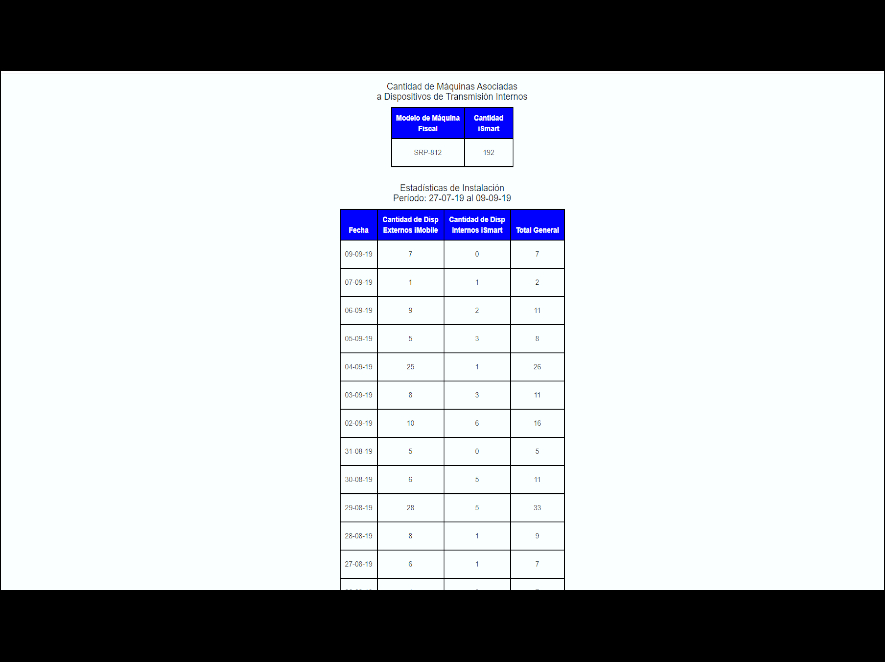 Cantidad de Máquinas Asociadas
a Dispositivos de Transmisión Internos
Modelo de Máquina Fiscal Cantidad iSmart
SRP-812 192
Estadísticas de Instalación
Período: 27-07-19 al 09-09-19
Fecha Cantidad de Disp Externos iMobile Cantidad de Disp Internos iSmart Total General
09-09-19 7 0 7
07-09-19 1 1 2
06-09-19 9 2 11
05-09-19 5 3 8
04-09-19 25 1 26
03-09-19 8 3 11
02-09-19 10 6 16
31-08-19 5 0 5
30-08-19 6 5 11
29-08-19 28 5 33
28-08-19 8 1 9
27-08-19 6 1 7